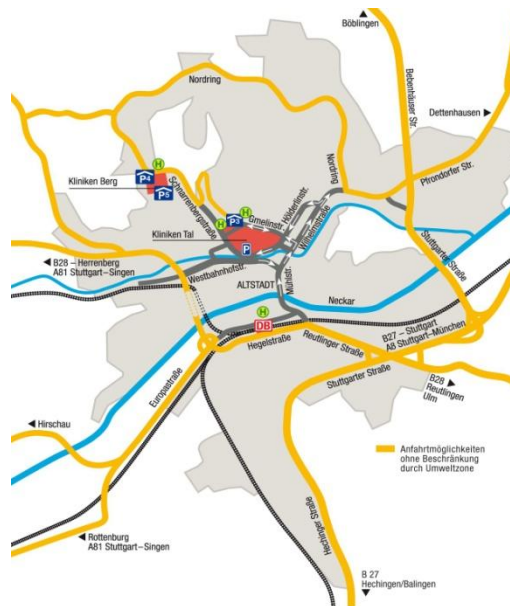 Böblingen
Bebenhäuser Str.
Dettenhausen
Nordring
Nordring
Pfrondorfer Str.
H
P4
Kliniken Berg
P5
Schnarrenbergstraße
H
P3
H
Gmelinstr.
Hölderlinstr.
Wilhelmstraße
Kliniken Tal
P
Stuttgarter Straße
B28 – Herrenberg
A81 Stuttgart-Singen
Westbahnhofstr.
ALTSTADT
Mühlstr.
Neckar
H
DB
Hegelstraße
Reutlinger Straße
B27 – Stuttgart
A8 Stuttgart-München
Stuttgarter Straße
B28
Reutlingen
Ulm
Europastraße
Hirschau
Anfahrtmöglichkeiten
ohne Beschränkung
durch Umweltzone
Hechinger Straße
Rottenburg
A81 Stuttgart-Singen
B 27
Hechingen/Balingen